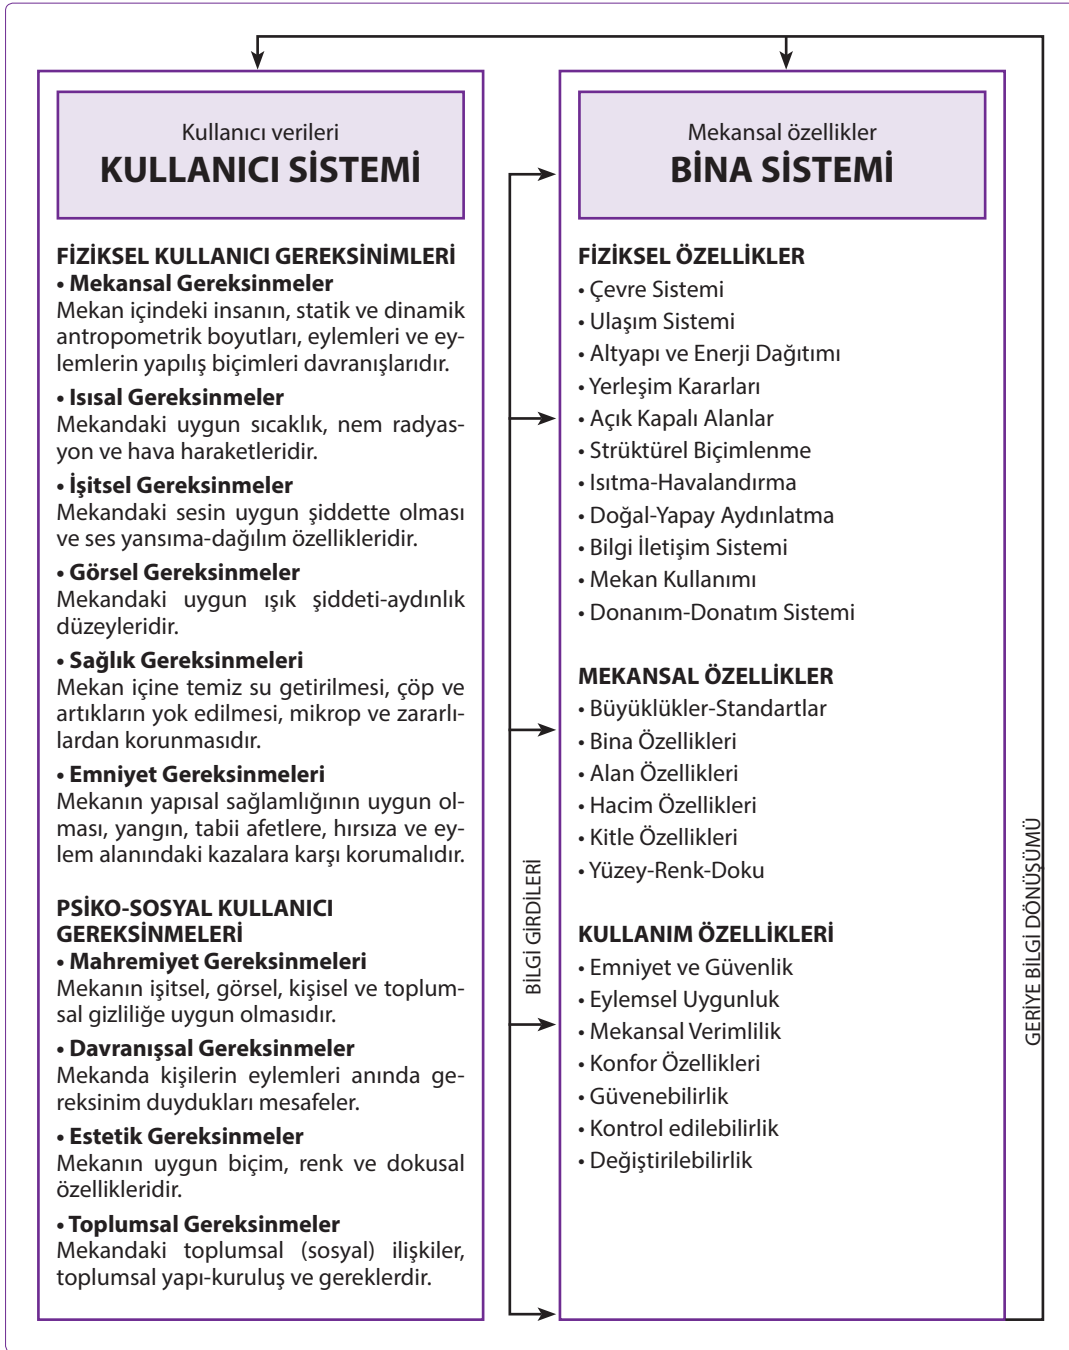 Kullanıcı verileri
KULLANICI SİSTEMİ
FİZİKSEL KULLANICI GEREKSİNİMLERİ
• Mekansal Gereksinmeler
Mekan içindeki insanın, statik ve dinamik
antropometrik boyutları, eylemleri ve ey-
lemlerin yapılış biçimleri davranışlarıdır.
• Isısal Gereksinmeler
Mekandaki uygun sıcaklık, nem radyas-
yon ve hava haraketleridir.
• İşitsel Gereksinmeler
Mekandaki sesin uygun şiddette olması
ve ses yansıma-dağılım özellikleridir.
• Görsel Gereksinmeler
Mekandaki uygun ışık şiddeti-aydınlık
düzeyleridir.
• Sağlık Gereksinmeleri
Mekan içine temiz su getirilmesi, çöp ve
artıkların yok edilmesi, mikrop ve zararlı-
lardan korunmasıdır.
• Emniyet Gereksinmeleri
Mekanın yapısal sağlamlığının uygun ol-
ması, yangın, tabii afetlere, hırsıza ve ey-
lem alanındaki kazalara karşı korumalıdır.
PSİKO-SOSYAL KULLANICI
GEREKSİNMELERİ
• Mahremiyet Gereksinmeleri
Mekanın işitsel, görsel, kişisel ve toplum-
sal gizliliğe uygun olmasıdır.
• Davranışsal Gereksinmeler
Mekanda kişilerin eylemleri anında ge-
reksinim duydukları mesafeler.
• Estetik Gereksinmeler
Mekanın uygun biçim, renk ve dokusal
özellikleridir.
• Toplumsal Gereksinmeler
Mekandaki toplumsal (sosyal) ilişkiler,
toplumsal yapı-kuruluş ve gereklerdir.
BİLGİ GİRDİLERİ
Mekansal özellikler
BİNA SİSTEMİ
FİZİKSEL ÖZELLİKLER
• Çevre Sistemi
• Ulaşım Sistemi
• Altyapı ve Enerji Dağıtımı
• Yerleşim Kararları
• Açık Kapalı Alanlar
• Strüktürel Biçimlenme
• Isıtma-Havalandırma
• Doğal-Yapay Aydınlatma
• Bilgi İletişim Sistemi
• Mekan Kullanımı
• Donanım-Donatım Sistemi
MEKANSAL ÖZELLİKLER
• Büyüklükler-Standartlar
• Bina Özellikleri
• Alan Özellikleri
• Hacim Özellikleri
• Kitle Özellikleri
• Yüzey-Renk-Doku
KULLANIM ÖZELLİKLERİ
• Emniyet ve Güvenlik
• Eylemsel Uygunluk
• Mekansal Verimlilik
• Konfor Özellikleri
• Güvenebilirlik
• Kontrol edilebilirlik
• Değiştirilebilirlik
GERİYE BİLGİ DÖNÜŞÜMÜ